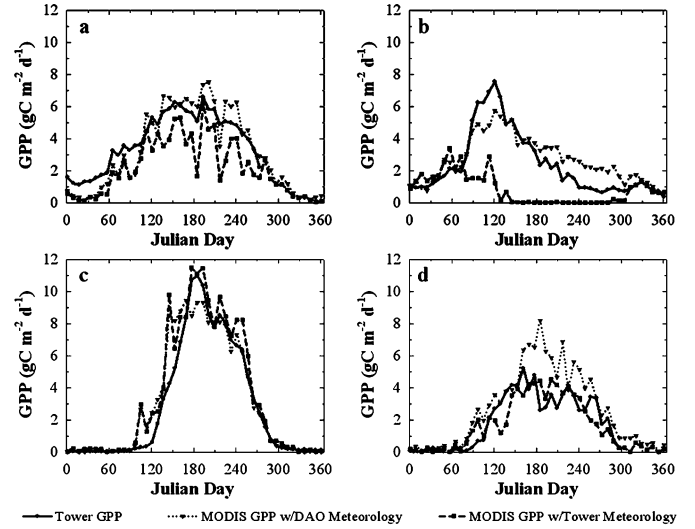 a
b
GPP (gC m⁻² d⁻¹)
12
10
8
6
4
2
0
0 60 120 180 240 300 360
Julian Day
GPP (gC m⁻² d⁻¹)
12
10
8
6
4
2
0
0 60 120 180 240 300 360
Julian Day
c
d
GPP (gC m⁻² d⁻¹)
12
10
8
6
4
2
0
0 60 120 180 240 300 360
Julian Day
GPP (gC m⁻² d⁻¹)
12
10
8
6
4
2
0
0 60 120 180 240 300 360
Julian Day
Tower GPP MODIS GPP w/DAO Meteorology MODIS GPP w/Tower Meteorology